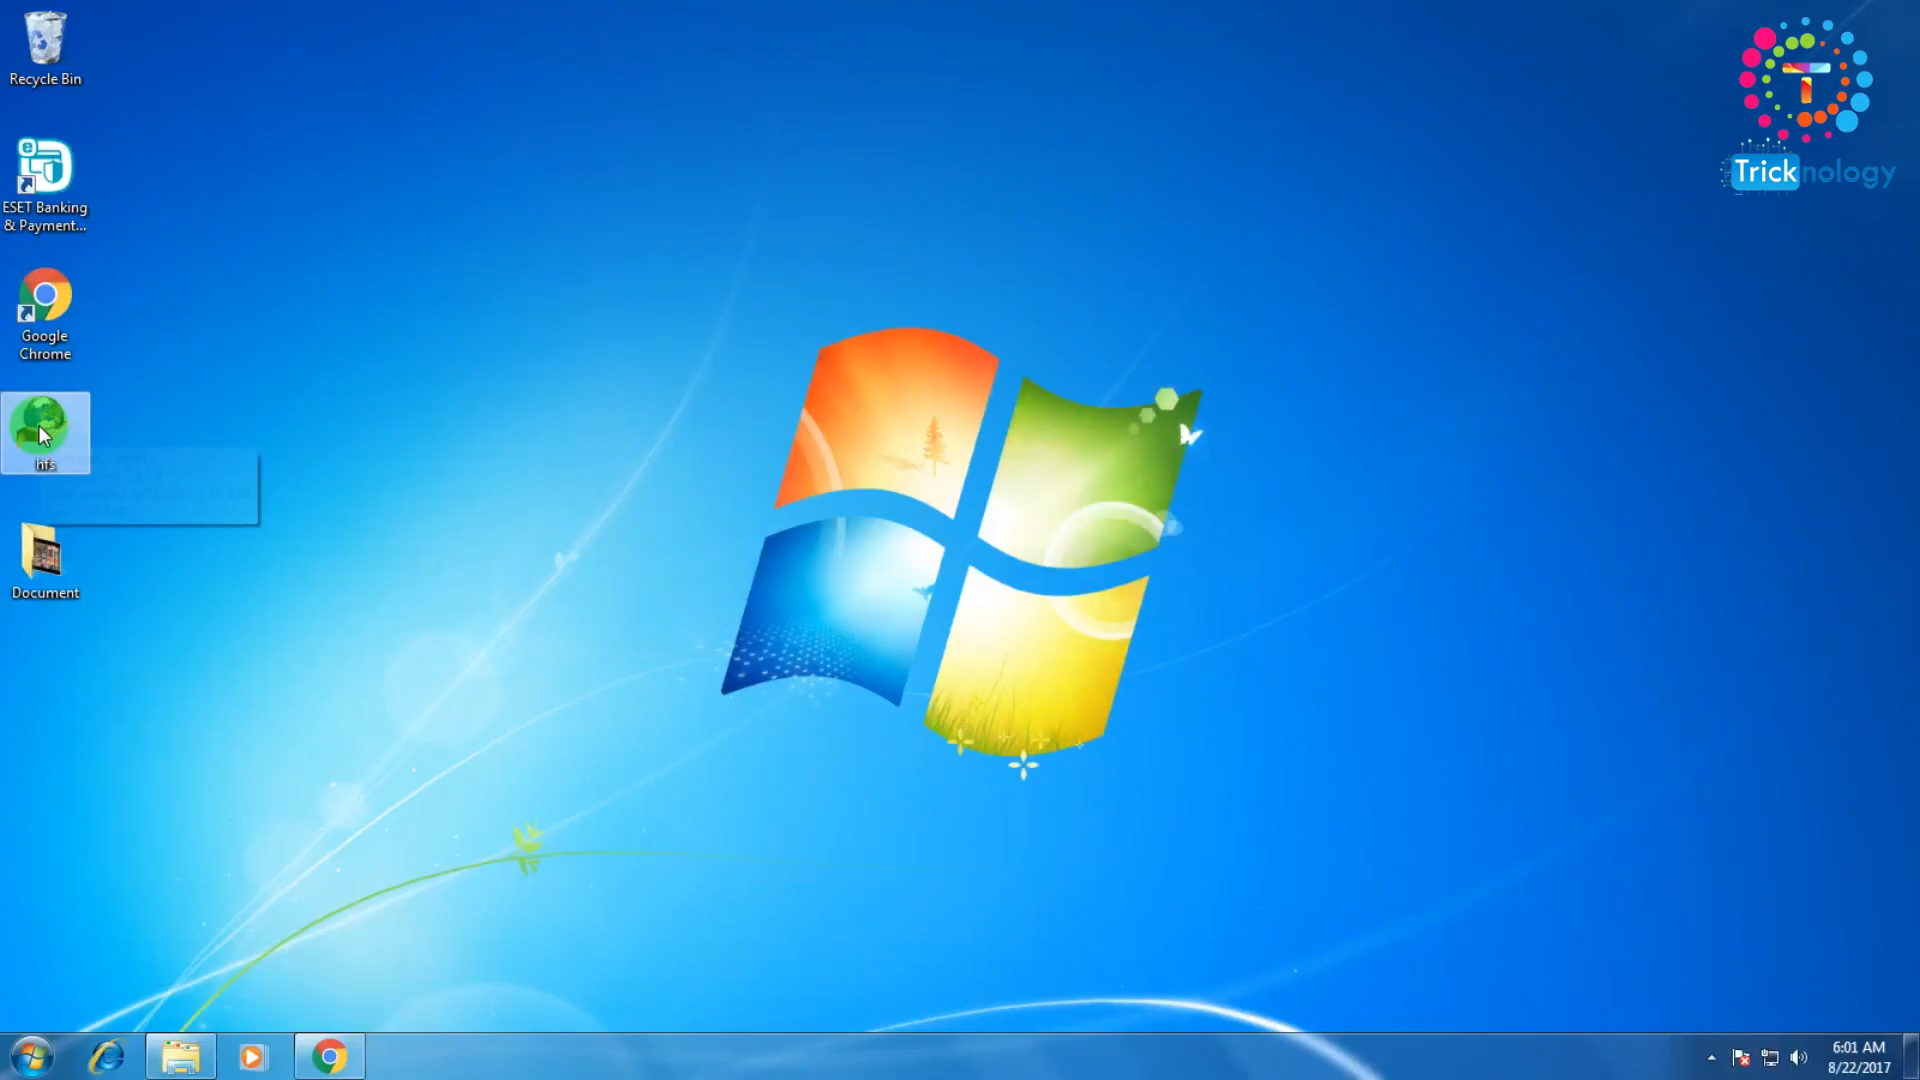 Recycle Bin
ESET Banking
& Payment...
Google
Chrome
hfs
Document
T
Tricknology
6:01 AM
8/22/2017